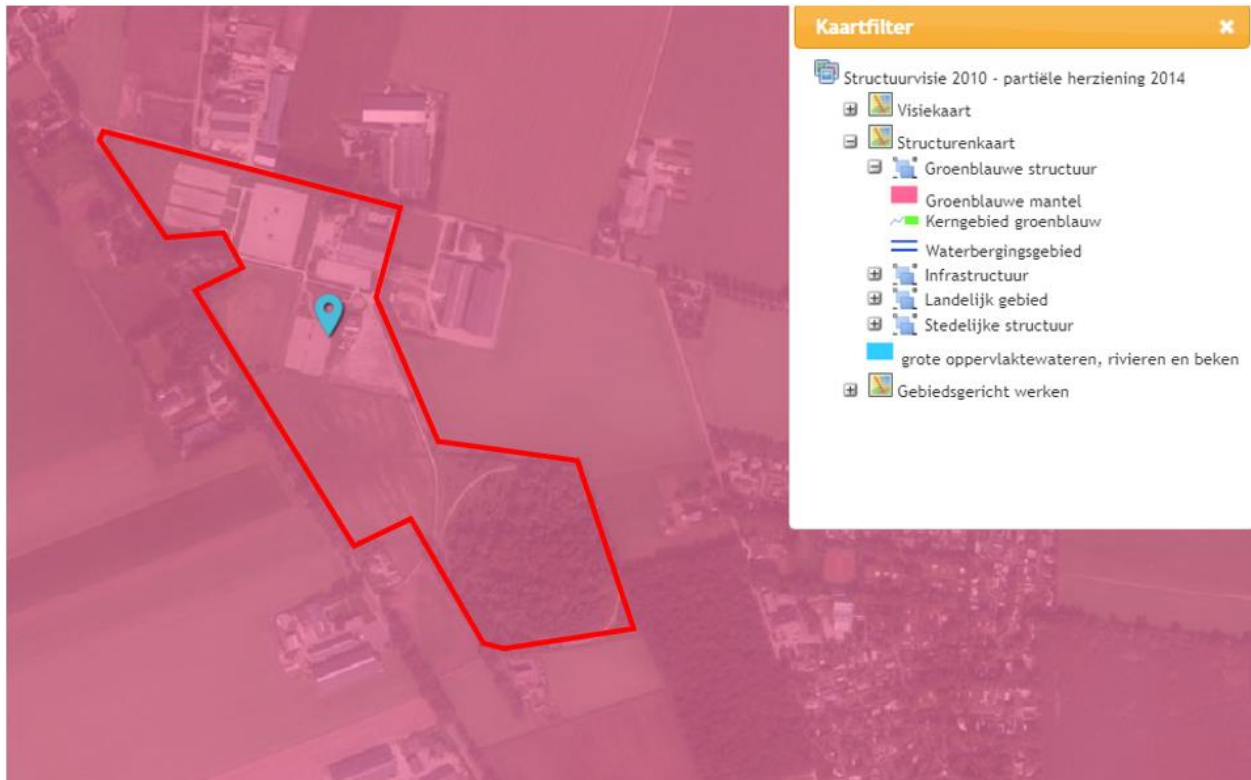 Kaartfilter
Structuurvisie 2010 - partiële herziening 2014
Visiekaart
Structurenkaart
Groenblauwe structuur
Groenblauwe mantel
Kerngebied groenblauw
Waterbergingsgebied
Infrastructuur
Landelijk gebied
Stedelijke structuur
grote oppervlaktewateren, rivieren en beken
Gebiedsgericht werken